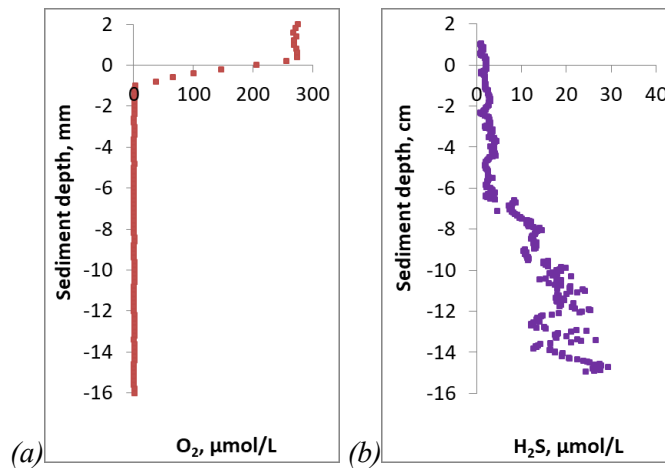 (a)
Sediment depth, mm
2
0
-2
-4
-6
-8
-10
-12
-14
-16
0 100 200 300
O₂, µmol/L
(b)
Sediment depth, cm
2
0
-2
-4
-6
-8
-10
-12
-14
-16
0 10 20 30 40
H₂S, µmol/L